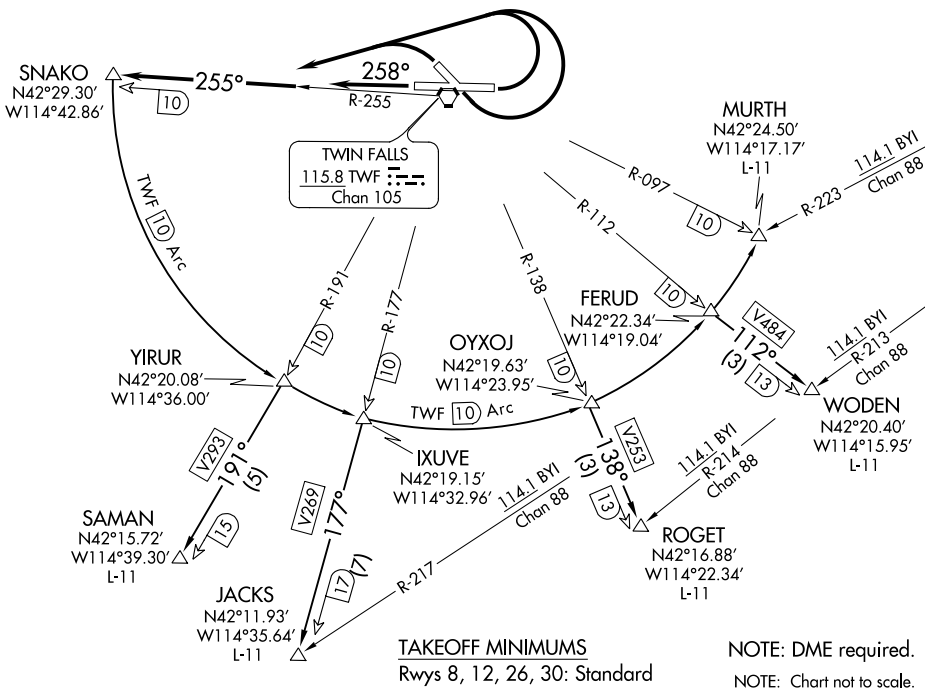 SNAKO
N42°29.30′
W114°42.86′
10
255°
258°
R-255
TWIN FALLS
115.8 TWF
Chan 105
MURTH
N42°24.50′
W114°17.17′
L-11
114.1 BYI
R-223
Chan 88
R-097
10
R-112
10
TWF 10 Arc
R-191
10
R-177
10
R-138
10
FERUD
N42°22.34′
W114°19.04′
V484
112°
(3)
13
114.1 BYI
R-213
Chan 88
WODEN
N42°20.40′
W114°15.95′
L-11
YIRUR
N42°20.08′
W114°36.00′
OYXOJ
N42°19.63′
W114°23.95′
TWF 10 Arc
IXUVE
N42°19.15′
W114°32.96′
V293
191°
(5)
15
V269
177°
17
(7)
V253
138°
(3)
13
114.1 BYI
R-214
Chan 88
114.1 BYI
Chan 88
R-217
SAMAN
N42°15.72′
W114°39.30′
L-11
JACKS
N42°11.93′
W114°35.64′
L-11
ROGET
N42°16.88′
W114°22.34′
L-11
TAKEOFF MINIMUMS
Rwys 8, 12, 26, 30: Standard
NOTE: DME required.
NOTE: Chart not to scale.